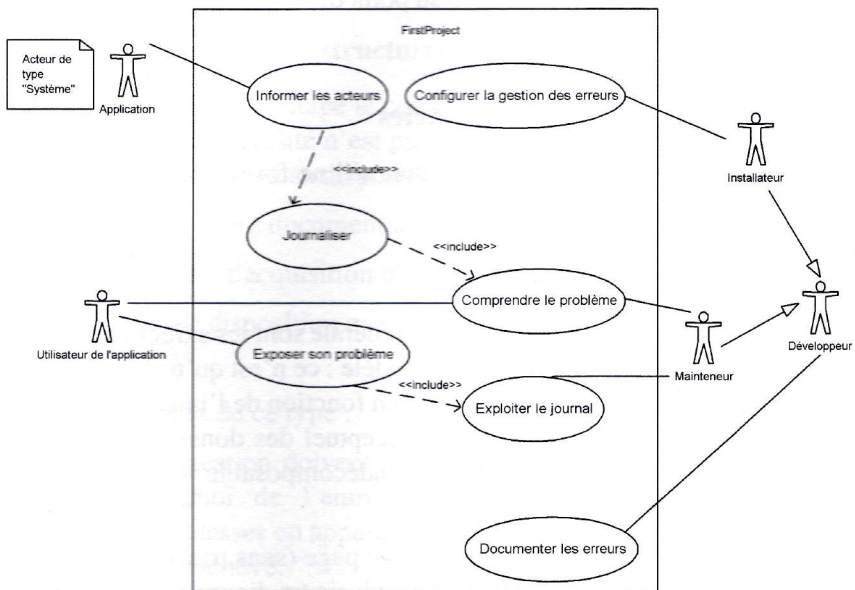 FirstProject
Acteur de
type
"Système"
Application
Informer les acteurs
Configurer la gestion des erreurs
<<include>>
Installateur
Journaliser
<<include>>
Comprendre le problème
Utilisateur de l'application
Exposer son problème
<<include>>
Mainteneur
Développeur
Exploiter le journal
Documenter les erreurs